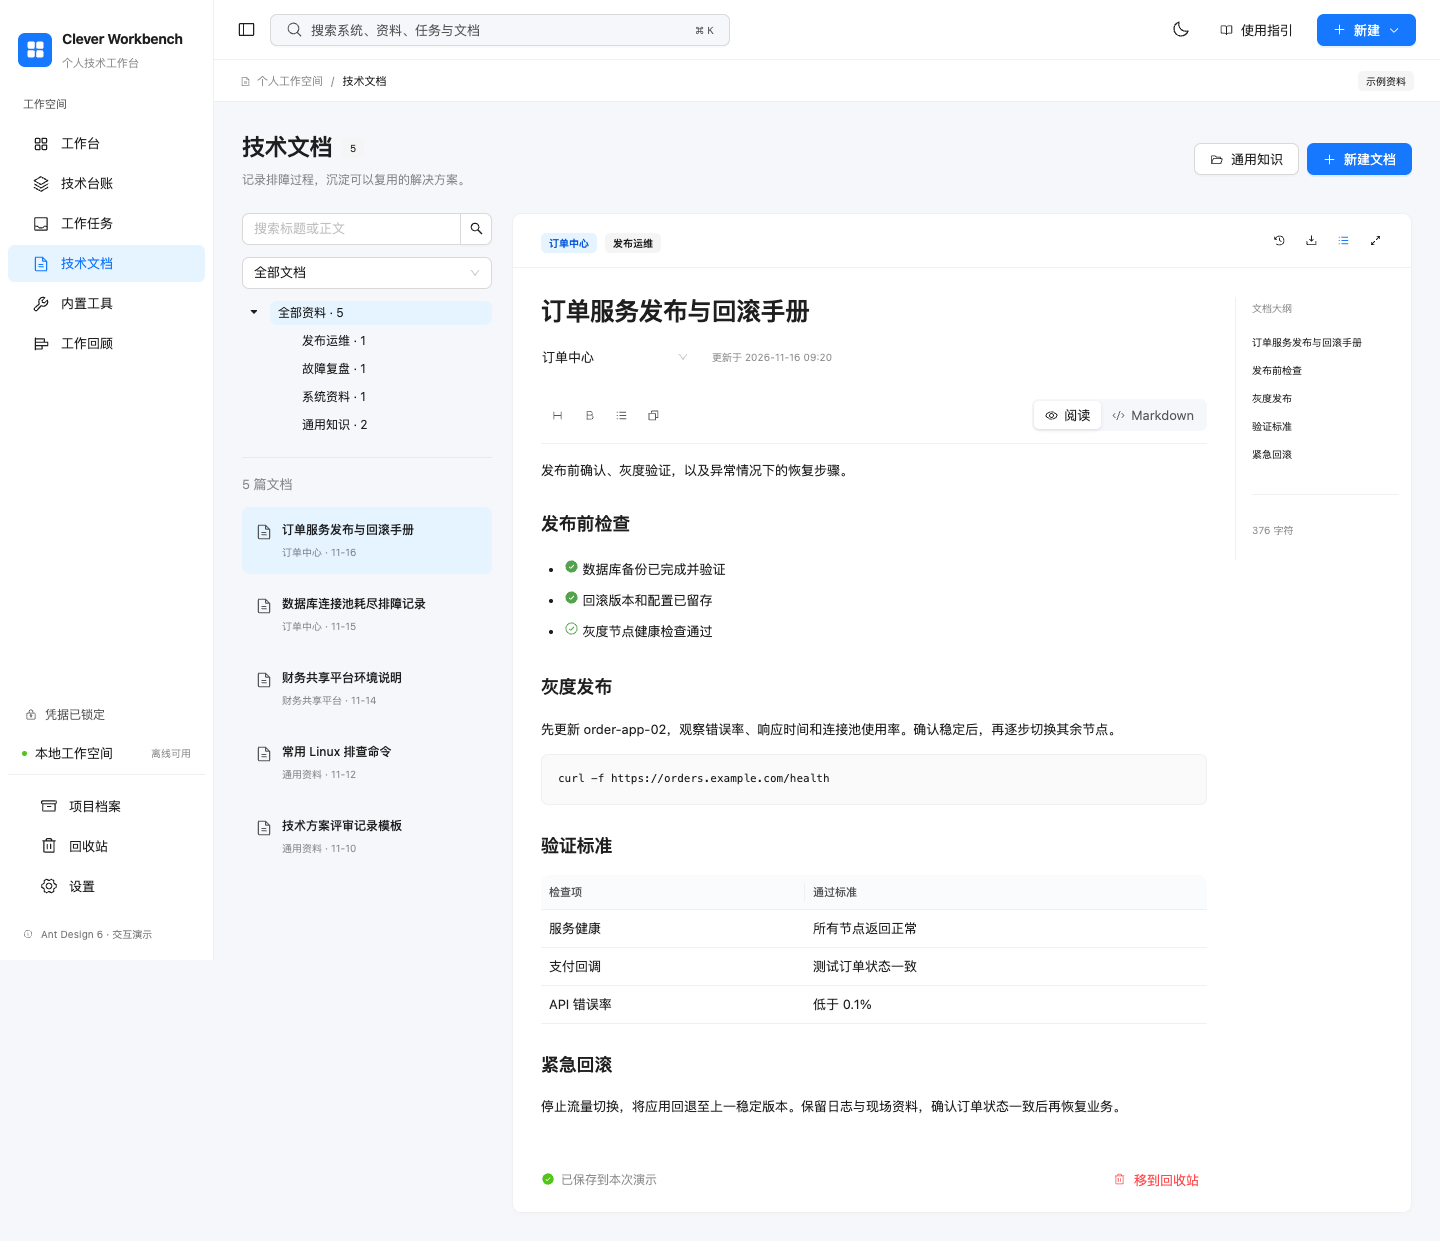 Clever Workbench
个人技术工作台
工作空间
工作台
技术台账
工作任务
技术文档
内置工具
工作回顾
凭据已锁定
本地工作空间 离线可用
项目档案
回收站
设置
Ant Design 6 · 交互演示
搜索系统、资料、任务与文档 ⌘ K
使用指引
新建
个人工作空间 / 技术文档
示例资料
技术文档 5
记录排障过程，沉淀可以复用的解决方案。
通用知识
新建文档
搜索标题或正文
全部文档
全部资料 · 5
发布运维 · 1
故障复盘 · 1
系统资料 · 1
通用知识 · 2
5 篇文档
订单服务发布与回滚手册
订单中心 · 11-16
数据库连接池耗尽排障记录
订单中心 · 11-15
财务共享平台环境说明
财务共享平台 · 11-14
常用 Linux 排查命令
通用资料 · 11-12
技术方案评审记录模板
通用资料 · 11-10
订单中心 发布运维
订单服务发布与回滚手册
订单中心 更新于 2026-11-16 09:20
H B 阅读 Markdown
发布前确认、灰度验证，以及异常情况下的恢复步骤。
发布前检查
数据库备份已完成并验证
回滚版本和配置已留存
灰度节点健康检查通过
灰度发布
先更新 order-app-02，观察错误率、响应时间和连接池使用率。确认稳定后，再逐步切换其余节点。
curl -f https://orders.example.com/health
验证标准
检查项 通过标准
服务健康 所有节点返回正常
支付回调 测试订单状态一致
API 错误率 低于 0.1%
紧急回滚
停止流量切换，将应用回退至上一稳定版本。保留日志与现场资料，确认订单状态一致后再恢复业务。
已保存到本次演示
移到回收站
文档大纲
订单服务发布与回滚手册
发布前检查
灰度发布
验证标准
紧急回滚
376 字符